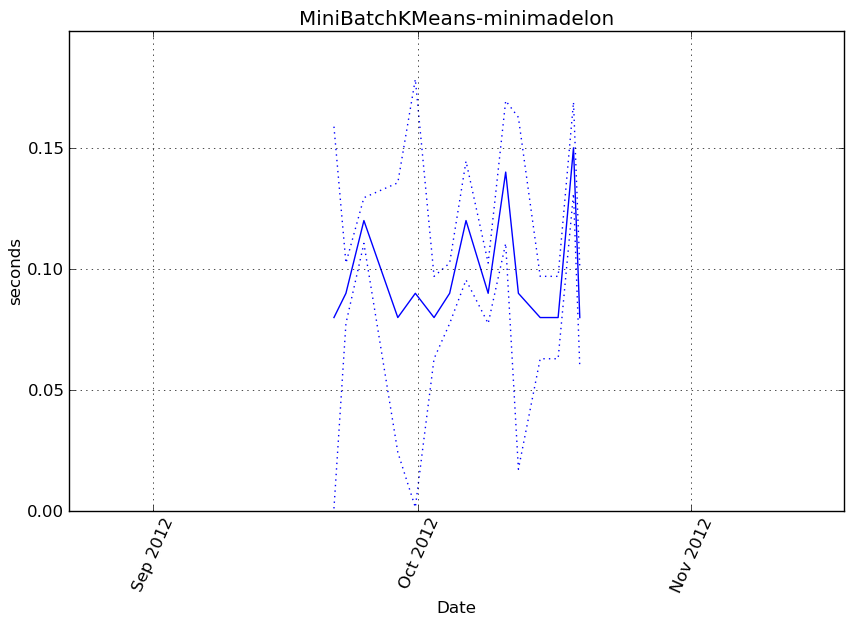 MiniBatchKMeans-minimadelon
seconds
0.15
0.10
0.05
0.00
Sep 2012
Oct 2012
Nov 2012
Date